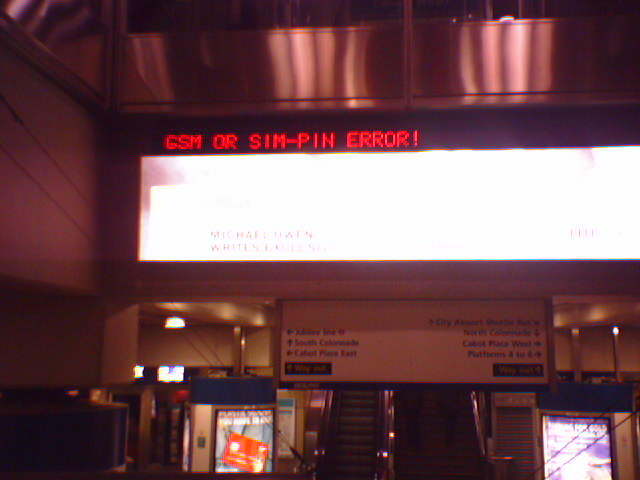 GSM OR SIM-PIN ERROR!
MICHAEL OWEN
WRITES EXCLUSI
Jubilee line
South Colonnade
Cabot Place East
Way out
City Airport Shuttle Bus
North Colonnade
Cabot Place West
Platforms 4 to 6
Way out